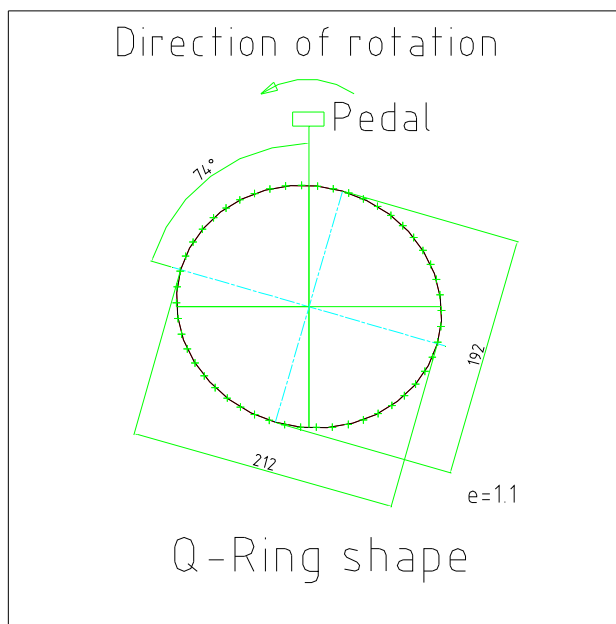 Direction of rotation
Pedal
74°
192
212
e=1.1
Q-Ring shape